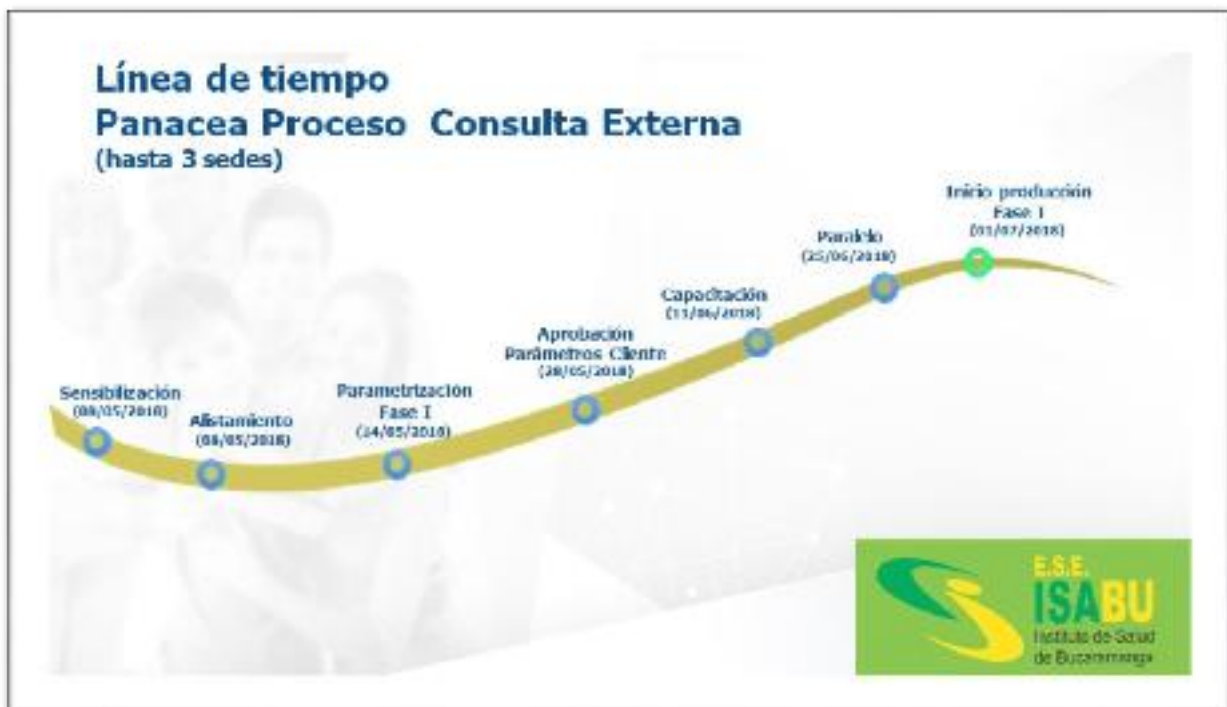 Línea de tiempo
Panacea Proceso Consulta Externa
(hasta 3 sedes)
Inicio producción
Fase I
(01/07/2018)
Paralelo
(25/06/2018)
Capacitación
(11/06/2018)
Aprobación
Parámetros Cliente
(28/05/2018)
Parametrización
Fase I
(14/05/2018)
Sensibilización
(08/05/2018)
Alistamiento
(08/05/2018)
E.S.E.
ISABU
Instituto de Salud
de Bucaramanga